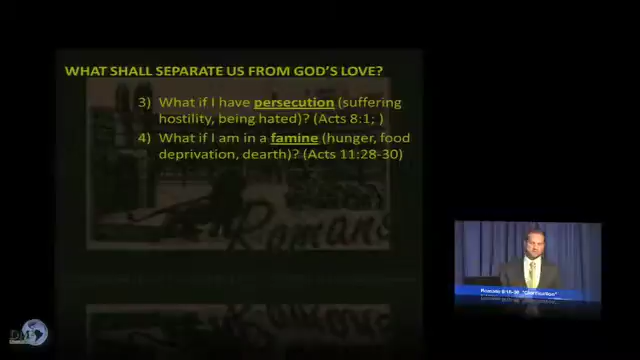 WHAT SHALL SEPARATE US FROM GOD'S LOVE?
3) What if I have persecution (suffering
hostility, being hated)? (Acts 8:1; )
4) What if I am in a famine (hunger, food
deprivation, dearth)? (Acts 11:28-30)
Romans
DM